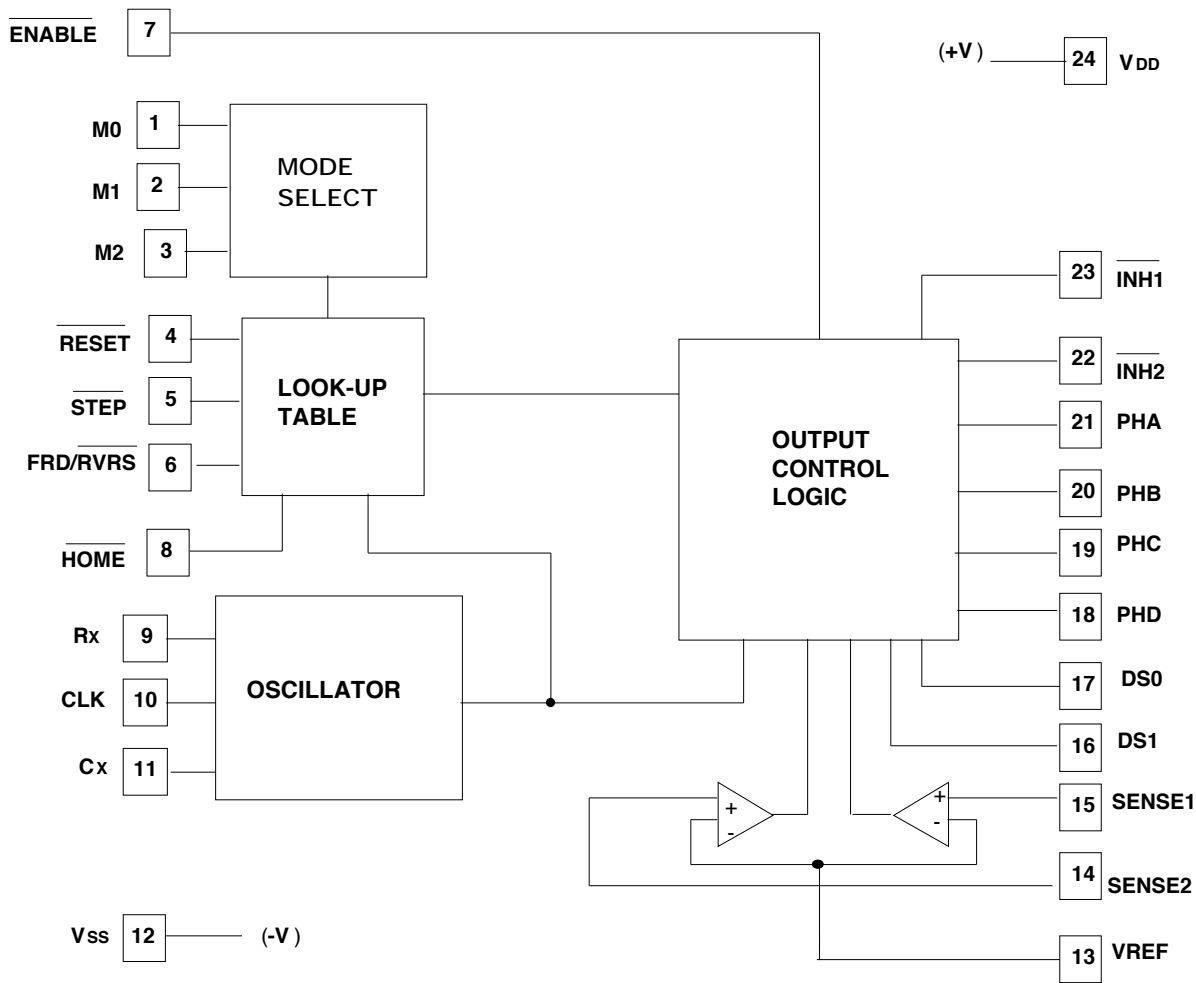 ENABLE 7
(+V) 24 VDD
M0 1
M1 2
M2 3
MODE
SELECT
RESET 4
STEP 5
FRD/RVRS 6
HOME 8
LOOK-UP
TABLE
Rx 9
CLK 10
Cx 11
OSCILLATOR
OUTPUT
CONTROL
LOGIC
23 INH1
22 INH2
21 PHA
20 PHB
19 PHC
18 PHD
17 DS0
16 DS1
+
-
+
-
15 SENSE1
14 SENSE2
13 VREF
Vss 12 (-V)